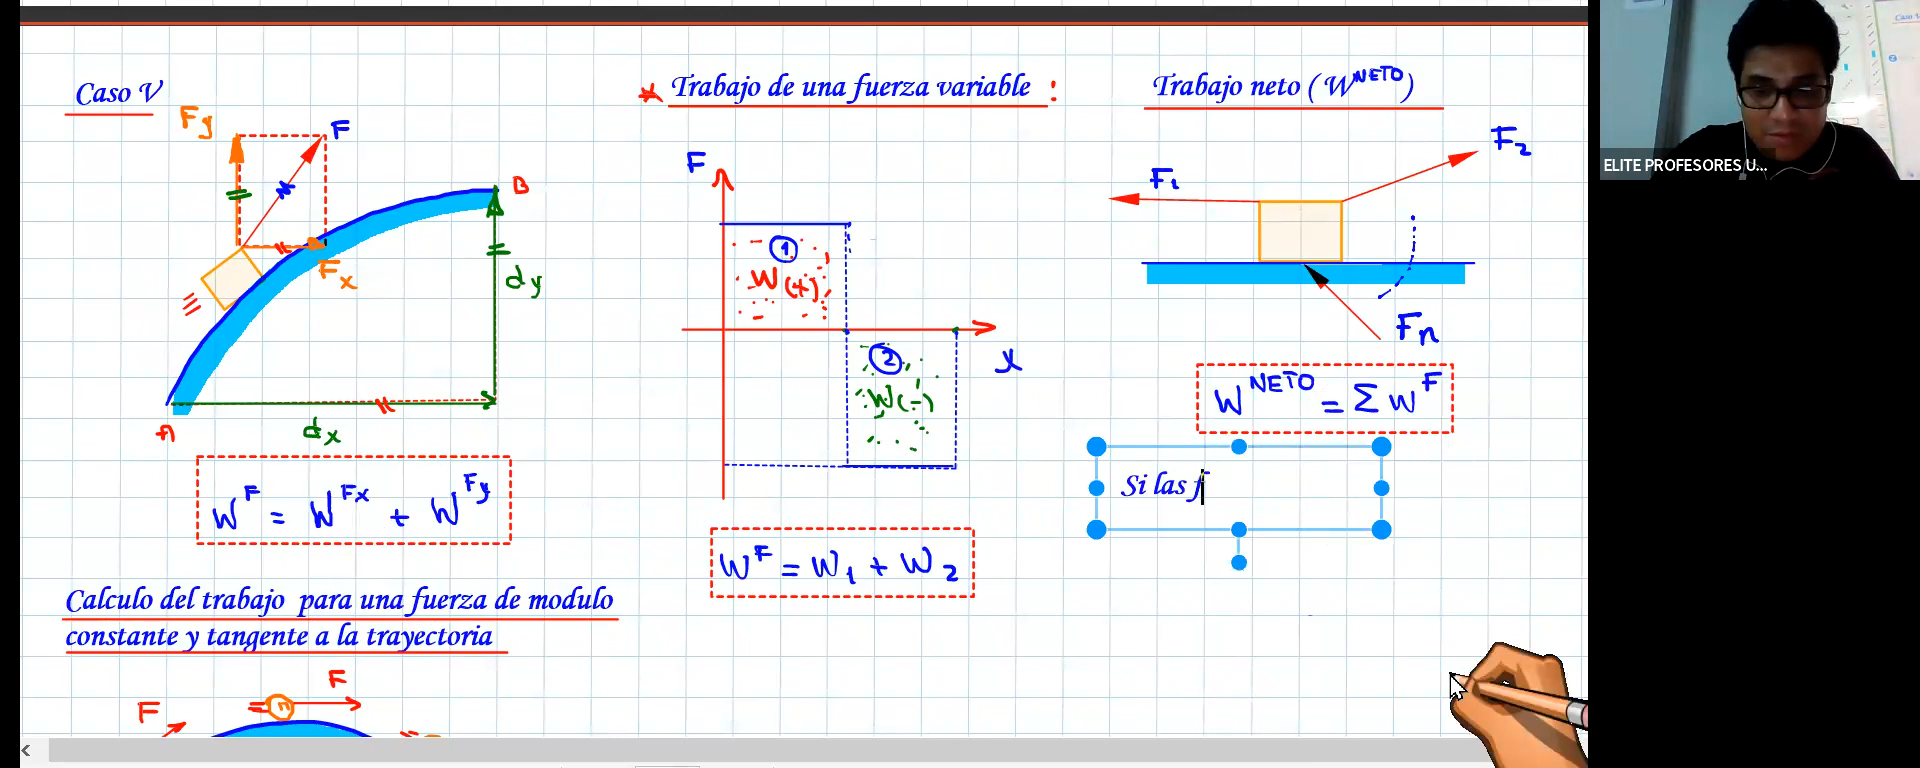 Caso V
Fy
F
B
Fx
dy
A
dx
W^F = W^Fx + W^Fy
Calculo del trabajo para una fuerza de modulo
constante y tangente a la trayectoria
F
F
* Trabajo de una fuerza variable :
F
1
W(+)
X
2
W(-)
W^F = W1 + W2
Trabajo neto (W^NETO)
F1
F2
Fn
W^NETO = Σ W^F
Si las f
ELITE PROFESORES U...